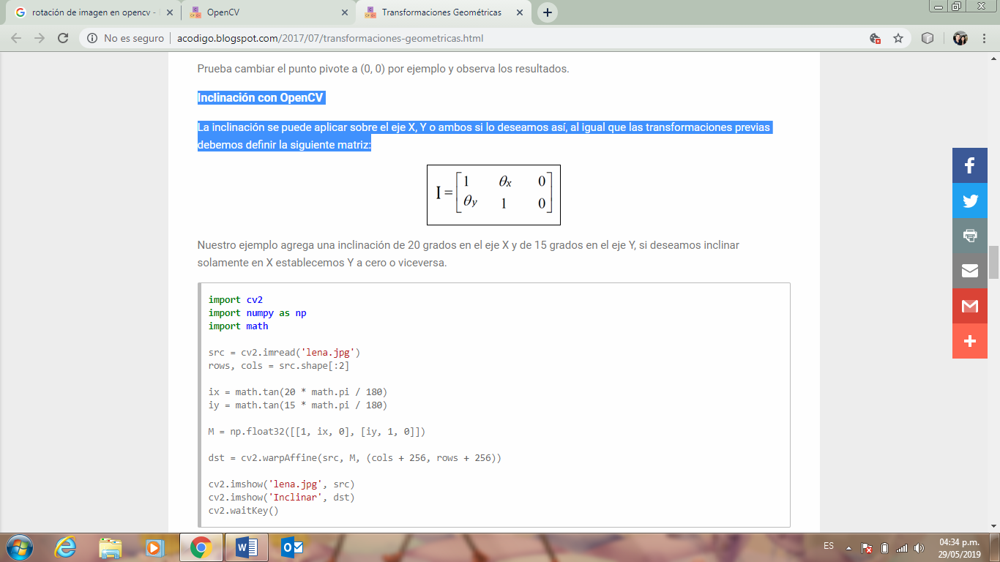 rotación de imagen en opencv -
OpenCV
Transformaciones Geométricas
No es seguro
acodigo.blogspot.com/2017/07/transformaciones-geometricas.html
Prueba cambiar el punto pivote a (0, 0) por ejemplo y observa los resultados.
Inclinación con OpenCV
La inclinación se puede aplicar sobre el eje X, Y o ambos si lo deseamos así, al igual que las transformaciones previas
debemos definir la siguiente matriz:
I = [1 θx 0
θy 1 0]
Nuestro ejemplo agrega una inclinación de 20 grados en el eje X y de 15 grados en el eje Y, si deseamos inclinar
solamente en X establecemos Y a cero o viceversa.
import cv2
import numpy as np
import math
src = cv2.imread('lena.jpg')
rows, cols = src.shape[:2]
ix = math.tan(20 * math.pi / 180)
iy = math.tan(15 * math.pi / 180)
M = np.float32([[1, ix, 0], [iy, 1, 0]])
dst = cv2.warpAffine(src, M, (cols + 256, rows + 256))
cv2.imshow('lena.jpg', src)
cv2.imshow('Inclinar', dst)
cv2.waitKey()
ES
04:34 p.m.
29/05/2019